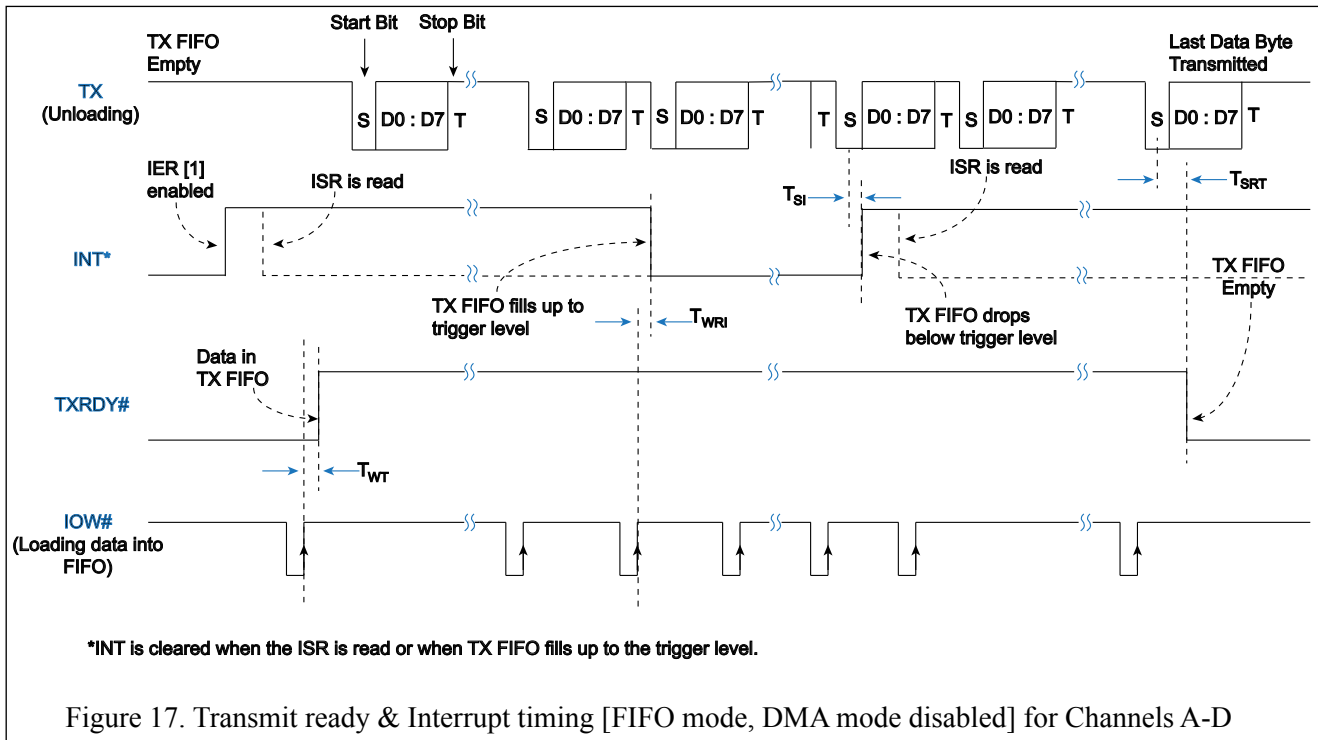 Start Bit
Stop Bit
TX FIFO
Empty
Last Data Byte
Transmitted
TX
(Unloading)
S D0 : D7 T
S D0 : D7 T S D0 : D7 T
T S D0 : D7 T S D0 : D7 T
S D0 : D7 T
IER [1]
enabled
ISR is read
ISR is read
TSRT
TSI
INT*
TX FIFO fills up to
trigger level
TWRI
TX FIFO drops
below trigger level
TX FIFO
Empty
Data in
TX FIFO
TXRDY#
TWT
IOW#
(Loading data into
FIFO)
*INT is cleared when the ISR is read or when TX FIFO fills up to the trigger level.
Figure 17. Transmit ready & Interrupt timing [FIFO mode, DMA mode disabled] for Channels A-D